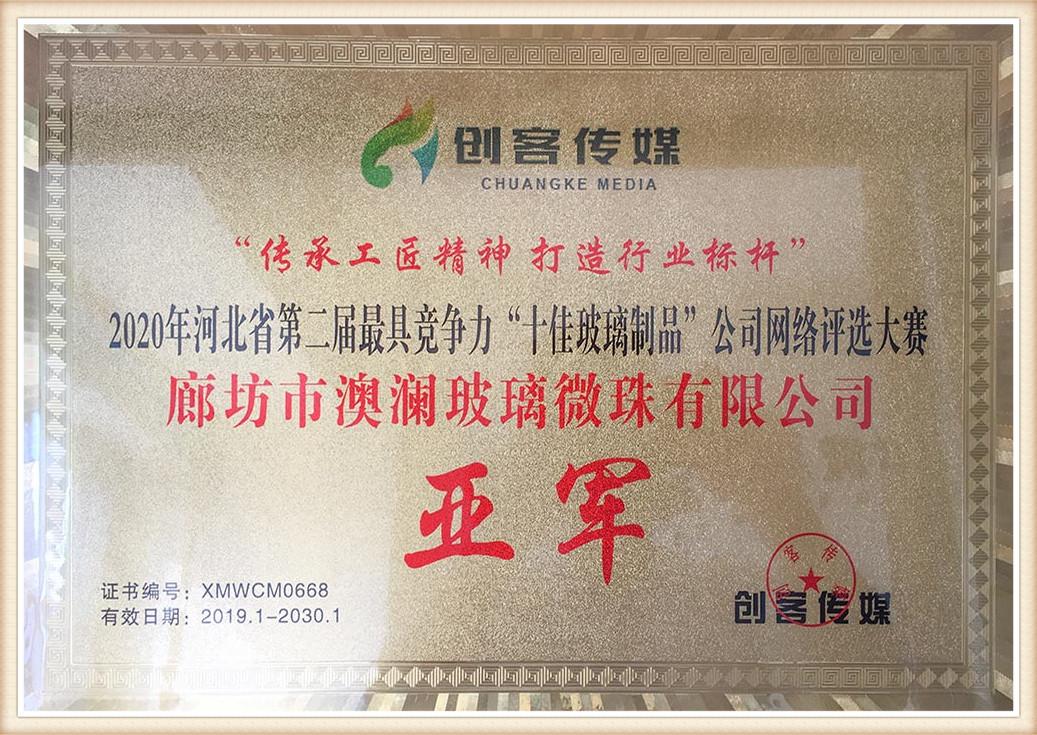 创客传媒
CHUANGKE MEDIA
“传承工匠精神 打造行业标杆”
2020年河北省第二届最具竞争力“十佳玻璃制品”公司网络评选大赛
廊坊市澳澜玻璃微珠有限公司
亚军
证书编号：XMWCM0668
有效日期：2019.1-2030.1
创客传媒